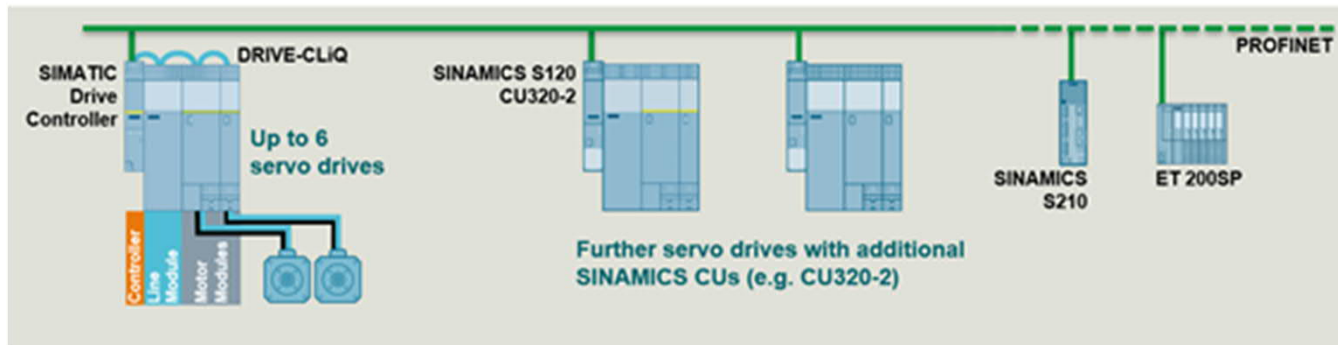 PROFINET
DRIVE-CLiQ
SIMATIC
Drive
Controller
Up to 6
servo drives
Controller
Line
Module
Motor
Modules
SINAMICS S120
CU320-2
Further servo drives with additional
SINAMICS CUs (e.g. CU320-2)
SINAMICS
S210
ET 200SP